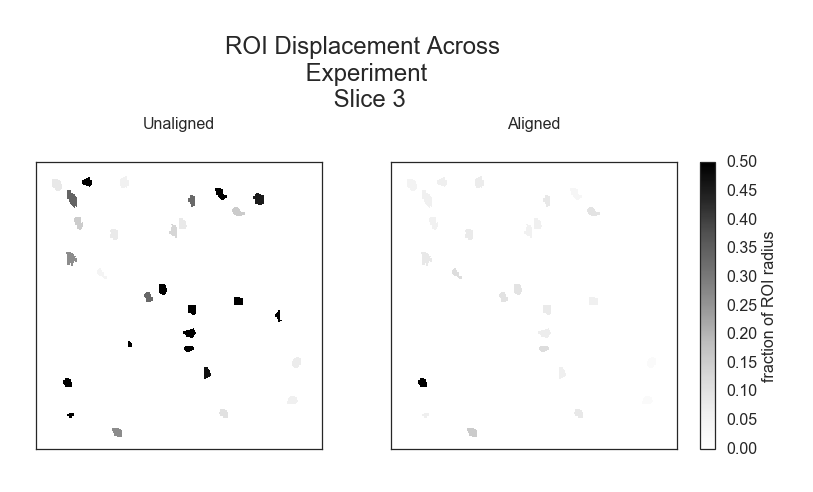 ROI Displacement Across
Experiment
Slice 3
Unaligned
Aligned
0.50
0.45
0.40
0.35
0.30
0.25
0.20
0.15
0.10
0.05
0.00
fraction of ROI radius